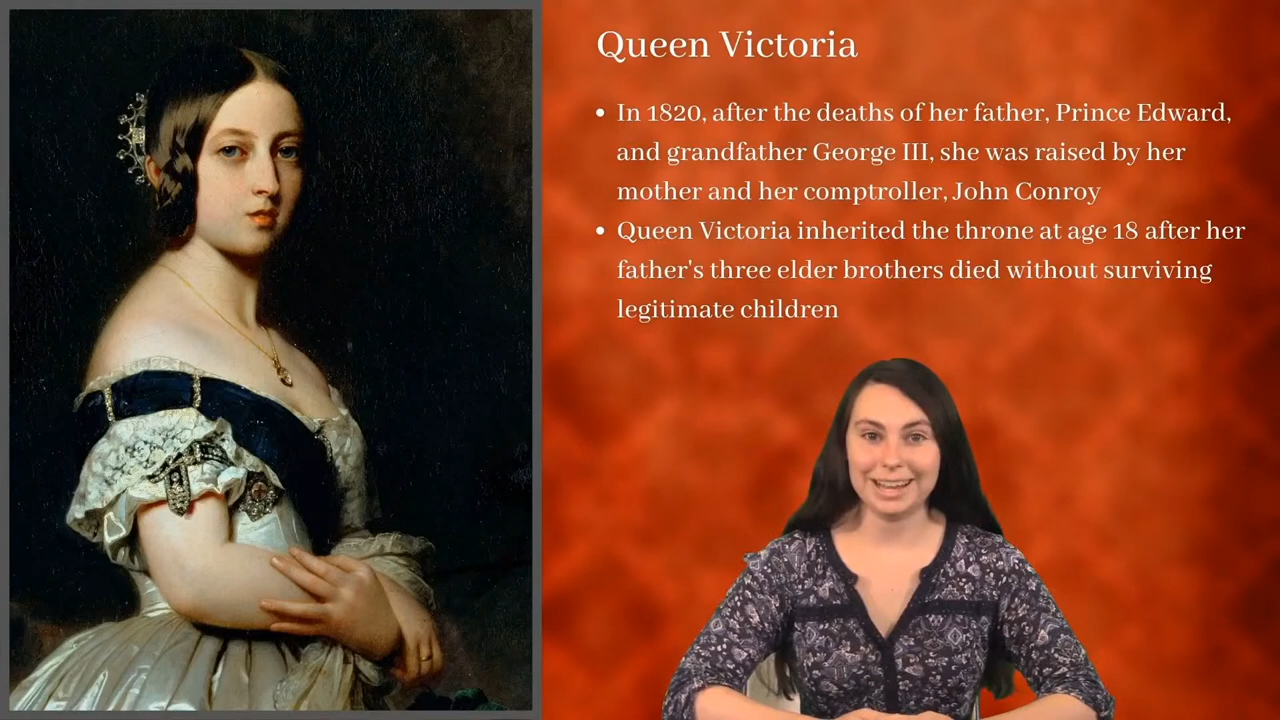 Queen Victoria
• In 1820, after the deaths of her father, Prince Edward,
and grandfather George III, she was raised by her
mother and her comptroller, John Conroy
• Queen Victoria inherited the throne at age 18 after her
father's three elder brothers died without surviving
legitimate children